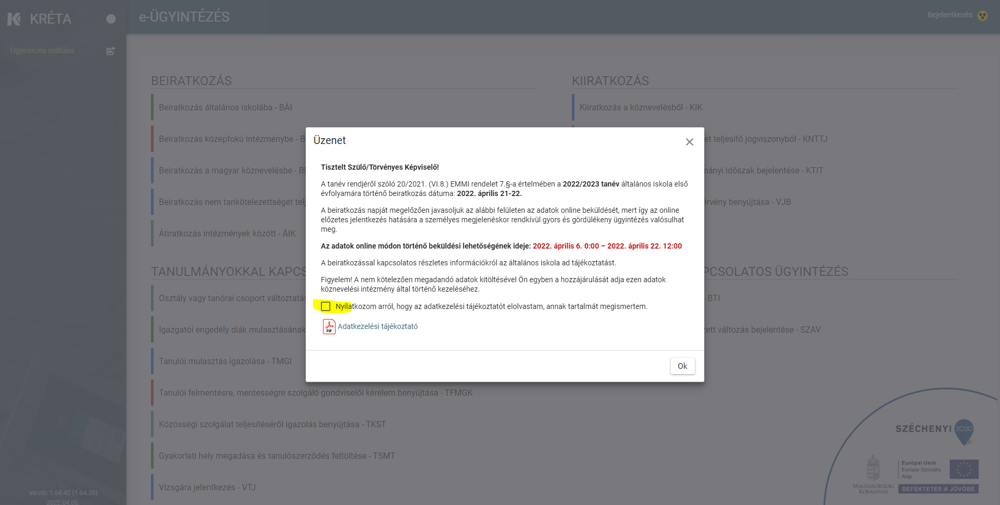 KRÉTA
e-ÜGYINTÉZÉS
Bejelentkezés
Ügyintézés indítása
BEIRATKOZÁS
Beiratkozás általános iskolába - BÁI
Beiratkozás középfokú intézménybe - B
Beiratkozás a magyar köznevelésbe - B
Beiratkozás nem tankötelezettséget telj
Átiratkozás intézmények között - ÁIK
KIIRATKOZÁS
Kiiratkozás a köznevelésből - KIK
et teljesítő jogviszonyból - KNTTJ
mányi időszak bejelentése - KTIT
érvény benyújtása - VJB
Üzenet
Tisztelt Szülő/Törvényes Képviselő!
A tanév rendjéről szóló 20/2021. (VI.8.) EMMI rendelet 7.§-a értelmében a 2022/2023 tanév általános iskola első
évfolyamára történő beiratkozás dátuma: 2022. április 21-22.
A beiratkozás napját megelőzően javasoljuk az alábbi felületen az adatok online beküldését, mert így az online
előzetes jelentkezés hatására a személyes megjelenéskor rendkívül gyors és gördülékeny ügyintézés valósulhat
meg.
Az adatok online módon történő beküldési lehetőségének ideje: 2022. április 6. 0:00 – 2022. április 22. 12:00
A beiratkozással kapcsolatos részletes információkról az általános iskola ad tájékoztatást.
Figyelem! A nem kötelezően megadandó adatok kitöltésével Ön egyben a hozzájárulását adja ezen adatok
köznevelési intézmény által történő kezeléséhez.
Nyilatkozom arról, hogy az adatkezelési tájékoztatót elolvastam, annak tartalmát megismertem.
PDF
Adatkezelési tájékoztató
Ok
TANULMÁNYOKKAL KAPCS
Osztály vagy tanórai csoport változtatás
Igazgatói engedély diák mulasztásának
Tanulói mulasztás igazolása - TMGI
Tanulói felmentésre, mentességre szolgáló gondviselői kérelem benyújtása - TFMGK
Közösségi szolgálat teljesítéséről igazolás benyújtása - TKST
Gyakorlati hely megadása és tanulószerződés feltöltése - TSMT
Vizsgára jelentkezés - VTJ
PCSOLATOS ÜGYINTÉZÉS
- BTI
zett változás bejelentése - SZAV
SZÉCHENYI 2020
MAGYARORSZÁG
KORMÁNYA
Európai Unió
Európai Szociális
Alap
BEFEKTETÉS A JÖVŐBE
Verzió: 1.64.42 (1.64.28)
2022.04.05.